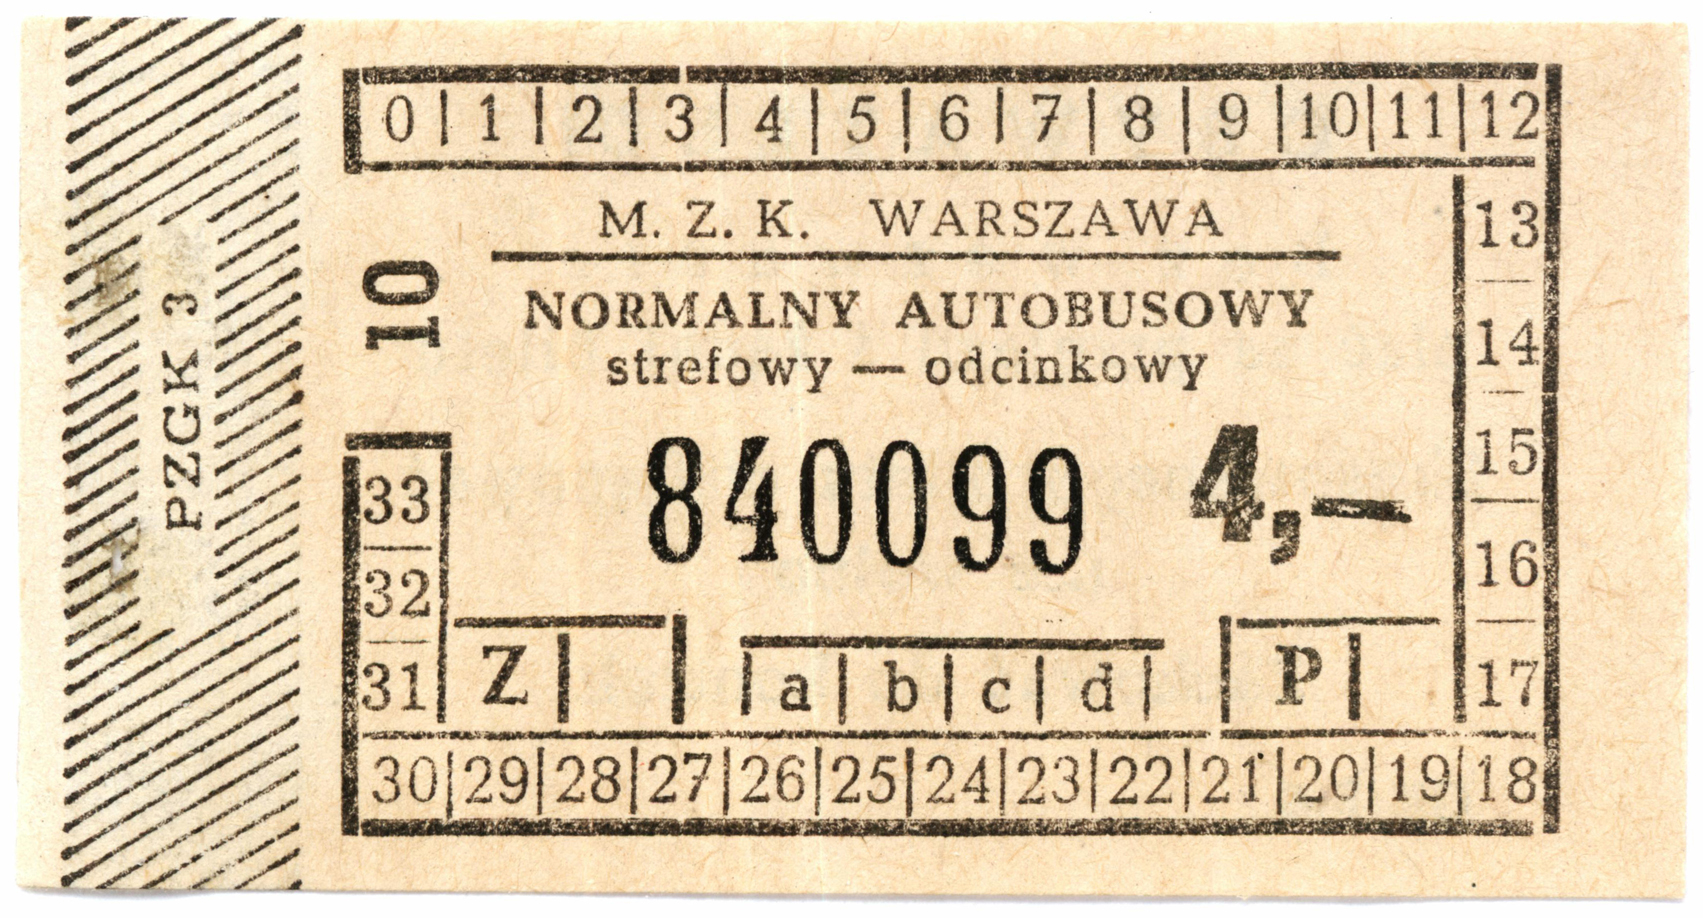 0|1|2|3|4|5|6|7|8|9|10|11|12
M. Z. K. WARSZAWA
10
NORMALNY AUTOBUSOWY
strefowy — odcinkowy
PZGK 3
840099 4,—
13
14
15
16
17
33
32
31
Z
a|b|c|d
P
30|29|28|27|26|25|24|23|22|21|20|19|18